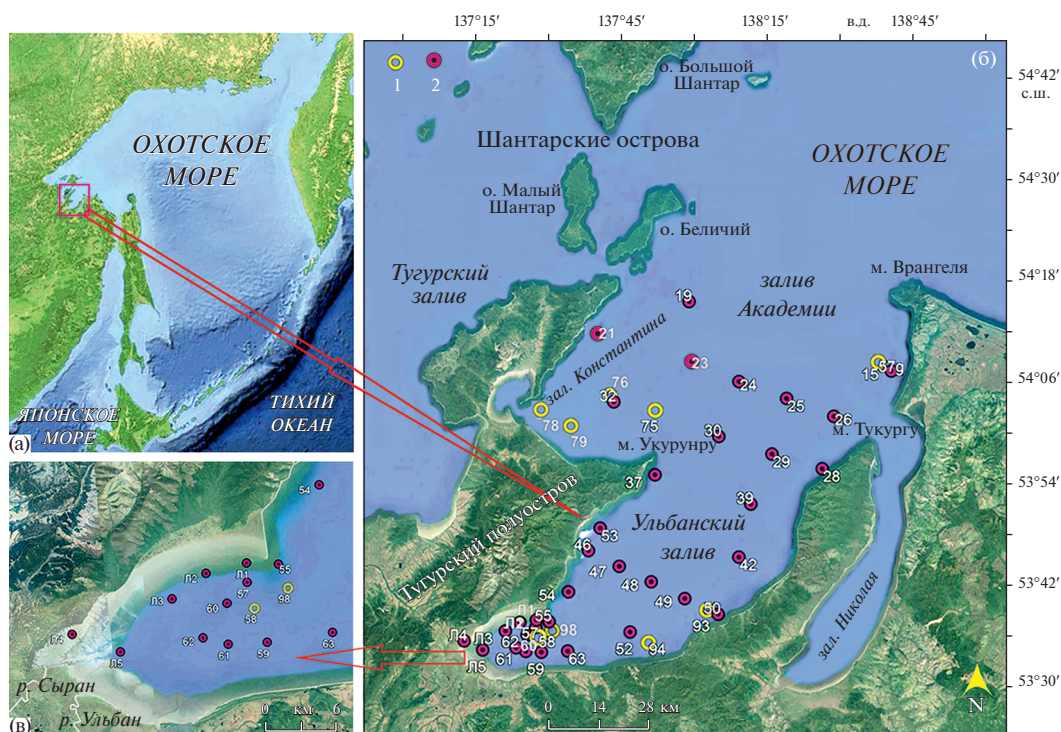 137°15′
137°45′
138°15′
в.д.
138°45′
ОХОТСКОЕ
МОРЕ
ЯПОНСКОЕ
МОРЕ
ТИХИЙ
ОКЕАН
(а)
1
2
(б)
о. Большой
Шантар
54°42′
с.ш.
Шантарские острова
ОХОТСКОЕ
МОРЕ
54°30′
о. Малый
Шантар
о. Беличий
Тугурский
залив
залив
Академии
м. Врангеля
54°18′
19
21
зал. Константина
23
15
57
9
76
32
24
54°06′
25
78
79
75
26
30
м. Укурунру
м. Тукургу
29
28
37
53°54′
39
Тугурский полуостров
53
Ульбанский
залив
46
47
42
48
53°42′
54
49
50
93
зал. Николая
Л1
55
Л2
Л4
Л3
57
98
62
60
58
52
94
Л5
61
59
63
53°30′
0
14
28
км
N
54
Л2
Л1
55
57
98
Л3
60
58
Л4
62
61
59
63
Л5
р. Сыран
р. Ульбан
0
км
6
(в)